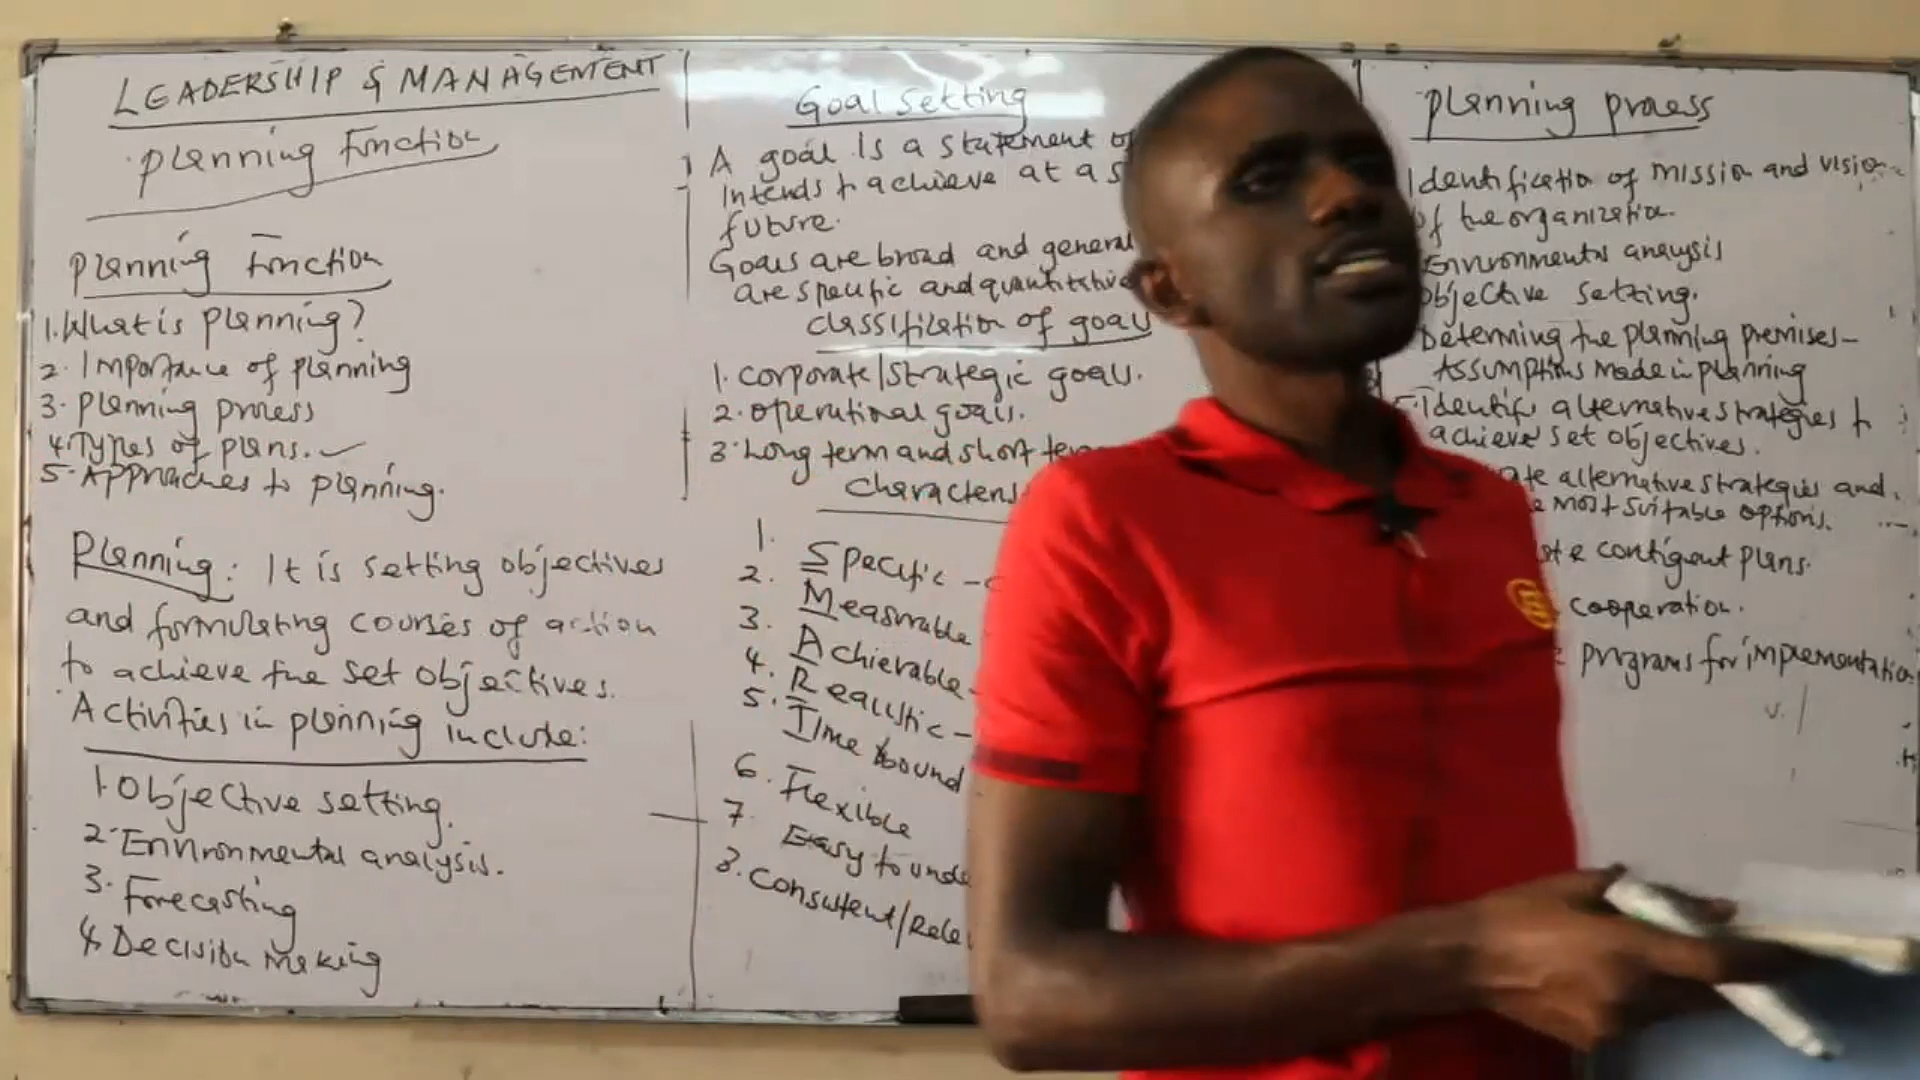 LEADERSHIP & MANAGEMENT
planning Function
Planning Function
1. What is planning?
2. Importance of planning
3. Planning process
4. Types of plans.
5. Approaches to planning.
Planning: It is setting objectives
and formulating courses of action
to achieve the set objectives.
Activities in planning include:
1. Objective setting.
2. Environmental analysis.
3. Forecasting
4. Decision making
Goal Setting
A goal is a statement of
intends to achieve at a s
future.
Goals are broad and general
are specific and quantitative
classification of goals
1. corporate/strategic goals.
2. operational goals.
3. Long term and short ter
Characteris
1. Specific -
2. Measurable
3. Achievable -
4. Realistic -
5. Time bound
6. Flexible
7. Easy to unde
8. Consistent/Rele
Planning process
Identification of mission and vision
of the organization.
Environmental analysis
objective setting.
Determing the planning premises -
Assumptions made in planning
5. Identify alternative strategies to
achieve set objectives.
ate alternative strategies and
most suitable options.
contigent plans.
cooperation.
programs for implementation